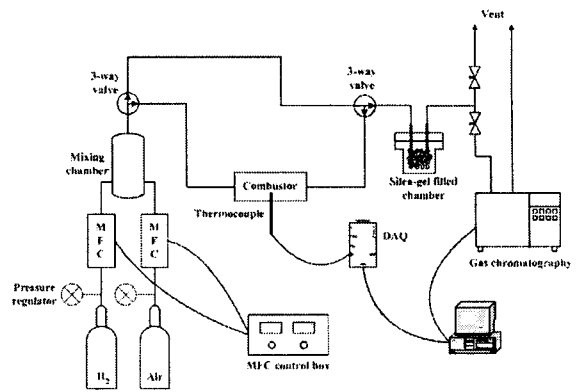 Vent
3-way
valve
3-way
valve
Mixing
chamber
Combustor
Silica-gel filled
chamber
Thermocouple
M
F
C
M
F
C
DAQ
Gas chromatography
Pressure
regulator
MFC control box
H2
Air